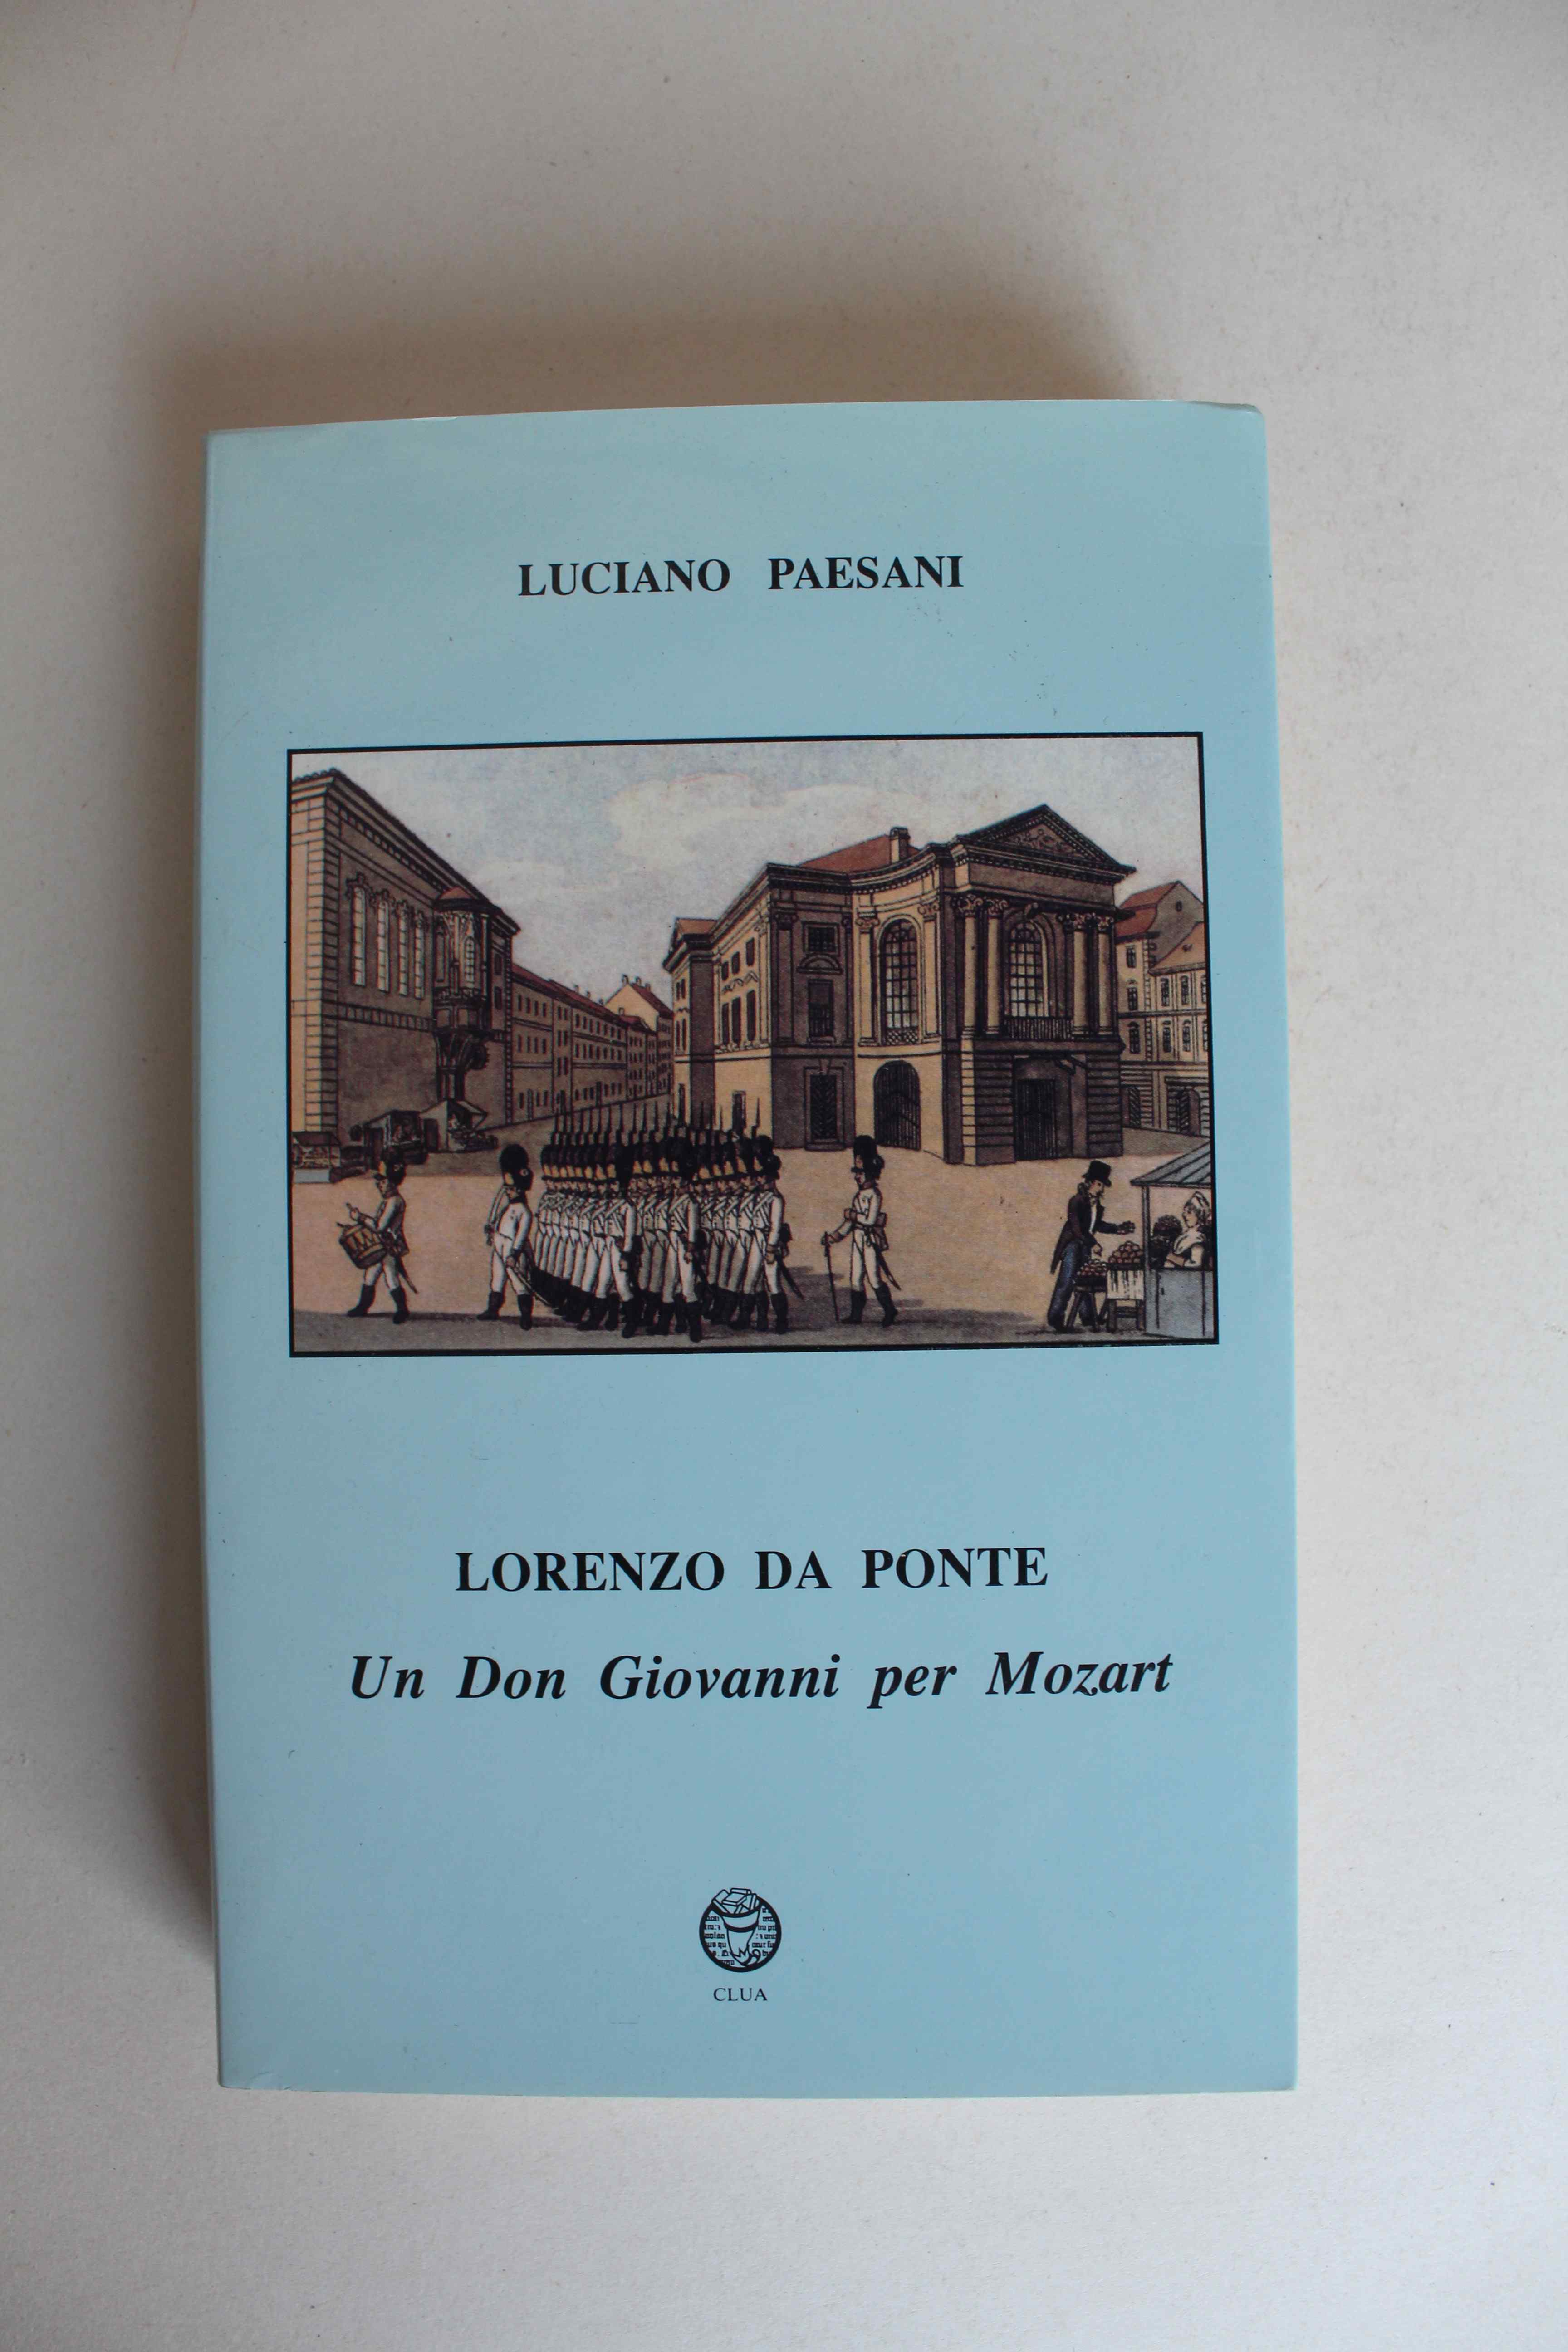 LUCIANO PAESANI
LORENZO DA PONTE
Un Don Giovanni per Mozart
CLUA